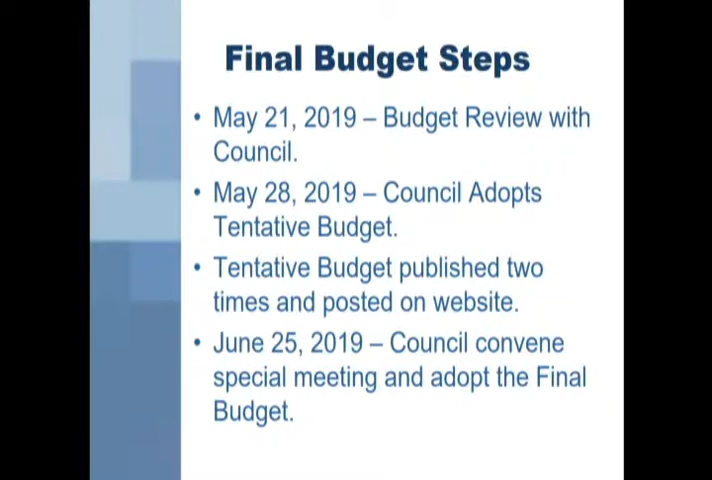 Final Budget Steps
• May 21, 2019 – Budget Review with
Council.
• May 28, 2019 – Council Adopts
Tentative Budget.
• Tentative Budget published two
times and posted on website.
• June 25, 2019 – Council convene
special meeting and adopt the Final
Budget.